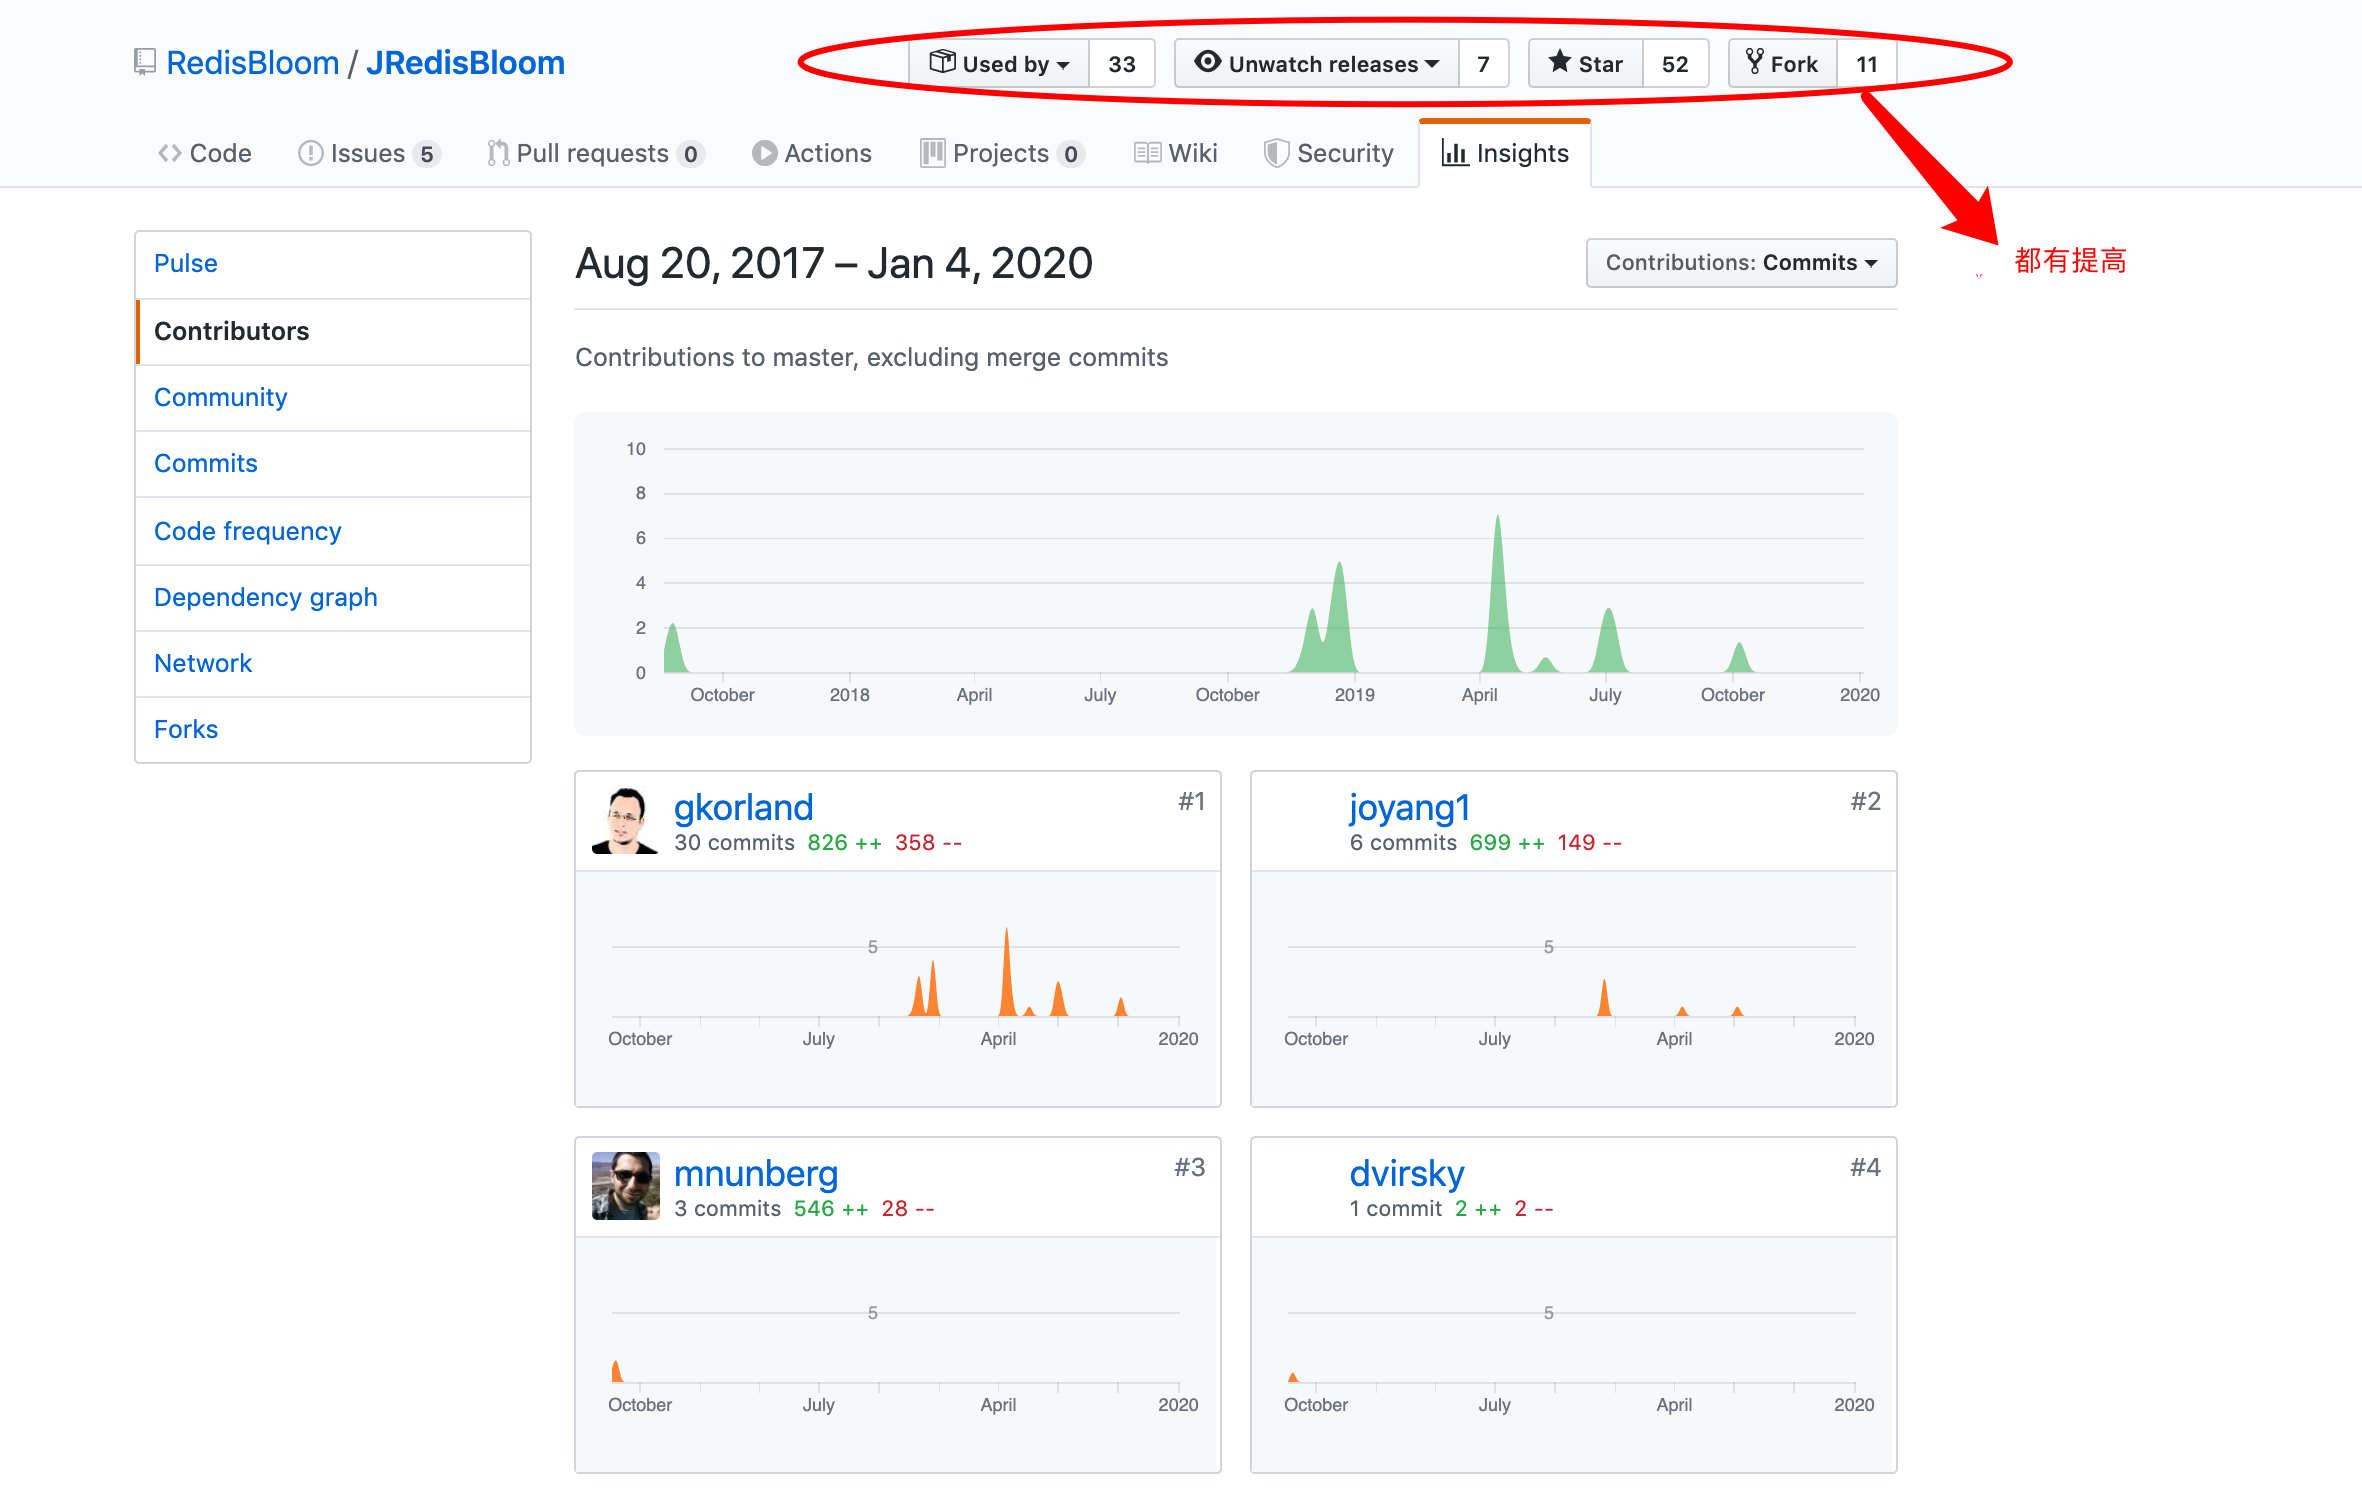 RedisBloom / JRedisBloom
Used by 33 Unwatch releases 7 Star 52 Fork 11
Code Issues 5 Pull requests 0 Actions Projects 0 Wiki Security Insights
都有提高
Pulse
Contributors
Community
Commits
Code frequency
Dependency graph
Network
Forks
Aug 20, 2017 – Jan 4, 2020
Contributions: Commits
Contributions to master, excluding merge commits
10
8
6
4
2
0
October 2018 April July October 2019 April July October 2020
gkorland #1
30 commits 826 ++ 358 --
5
October July April 2020
joyang1 #2
6 commits 699 ++ 149 --
5
October July April 2020
mnunberg #3
3 commits 546 ++ 28 --
5
October July April 2020
dvirsky #4
1 commit 2 ++ 2 --
5
October July April 2020